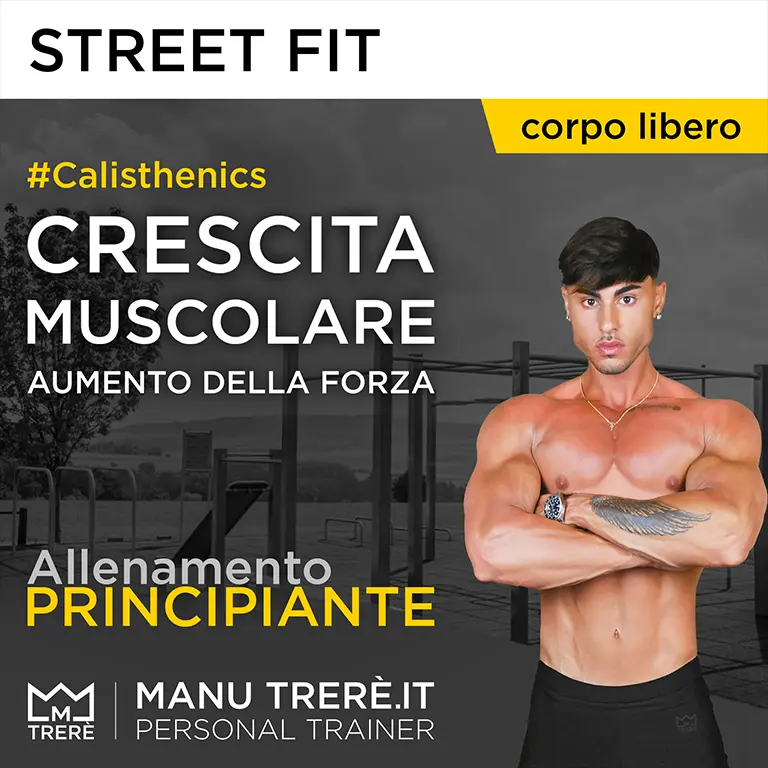 STREET FIT
corpo libero
#Calisthenics
CRESCITA
MUSCOLARE
AUMENTO DELLA FORZA
Allenamento
PRINCIPIANTE
M
TRERÈ
MANU TRERÈ.IT
PERSONAL TRAINER